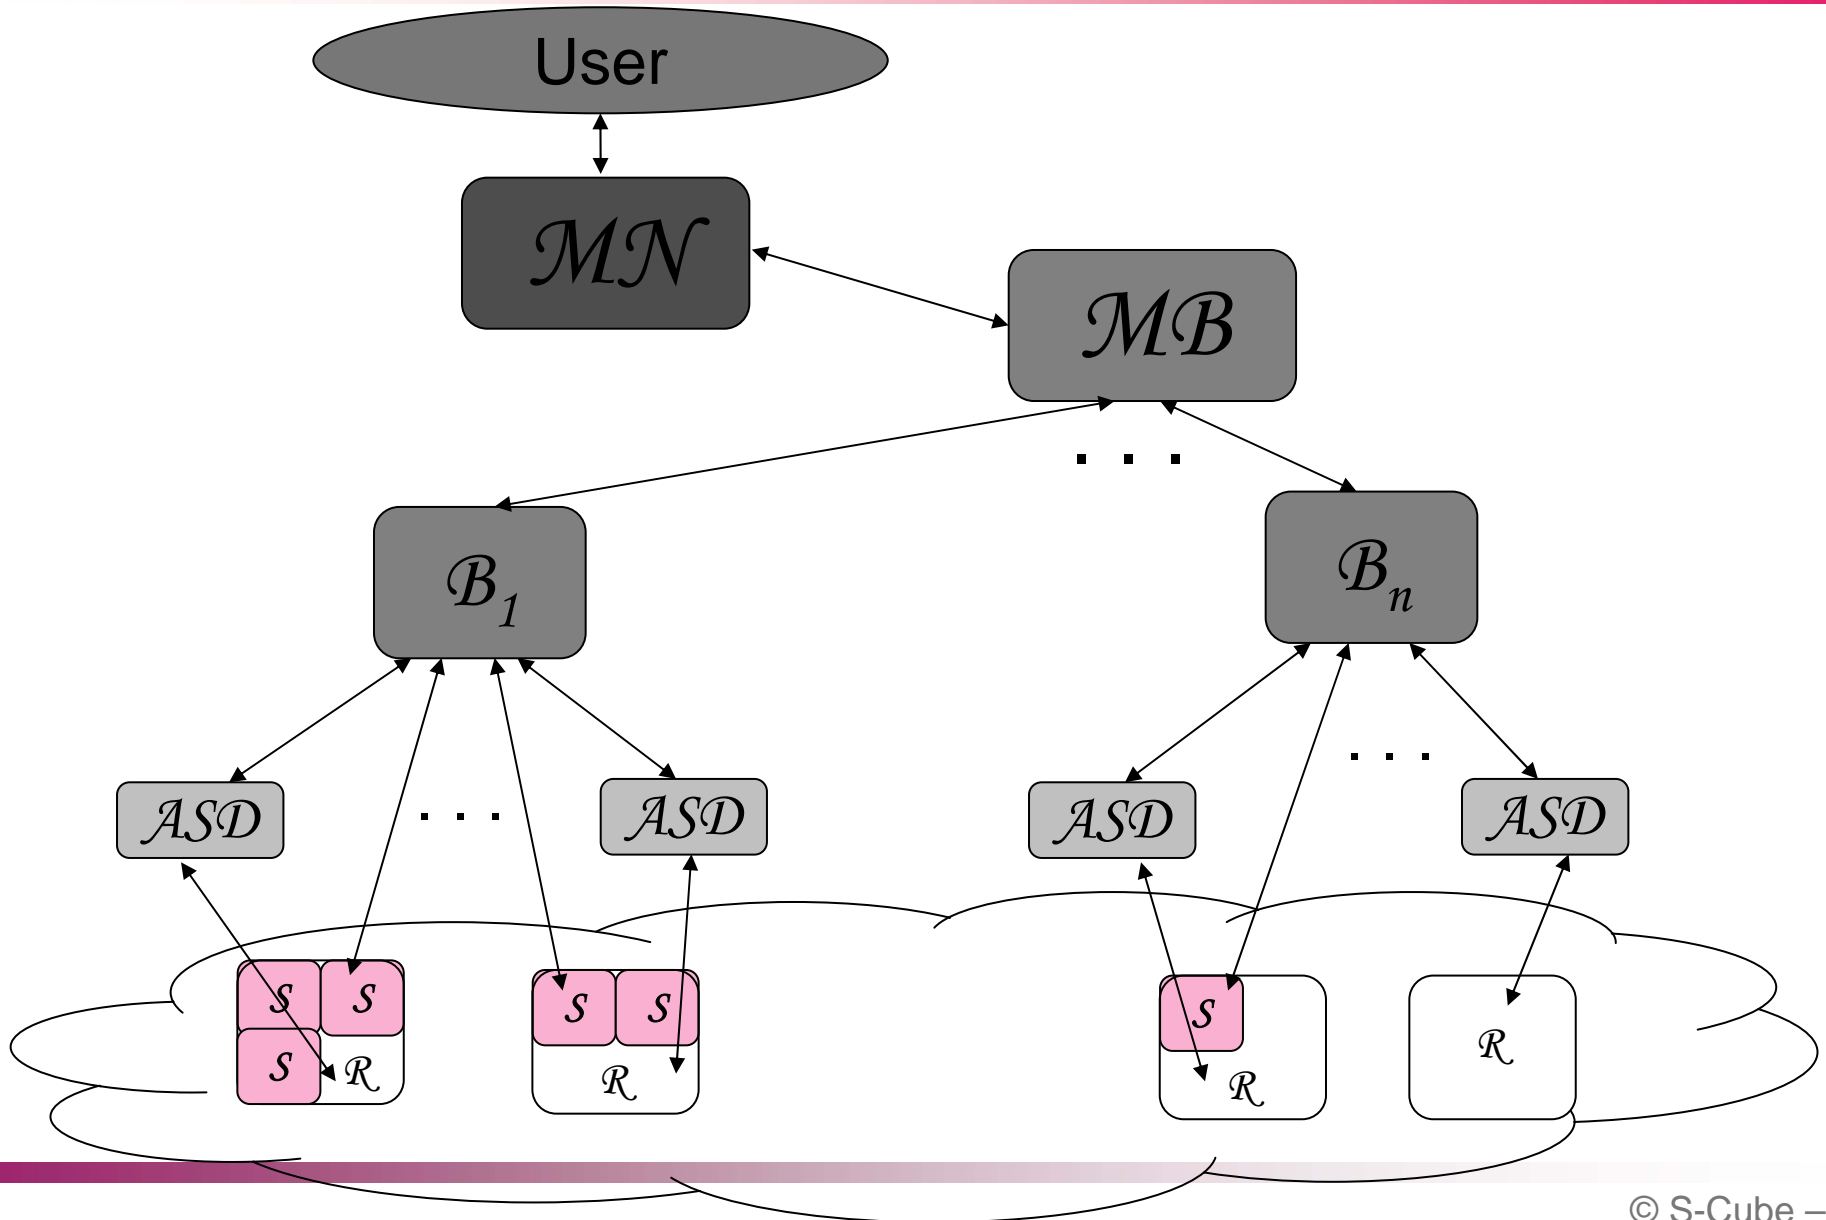 User
MN
MB
. . .
B1
Bn
. . .
ASD
. . .
ASD
ASD
ASD
S S
S R
S S
R
S
R
R
© S-Cube –